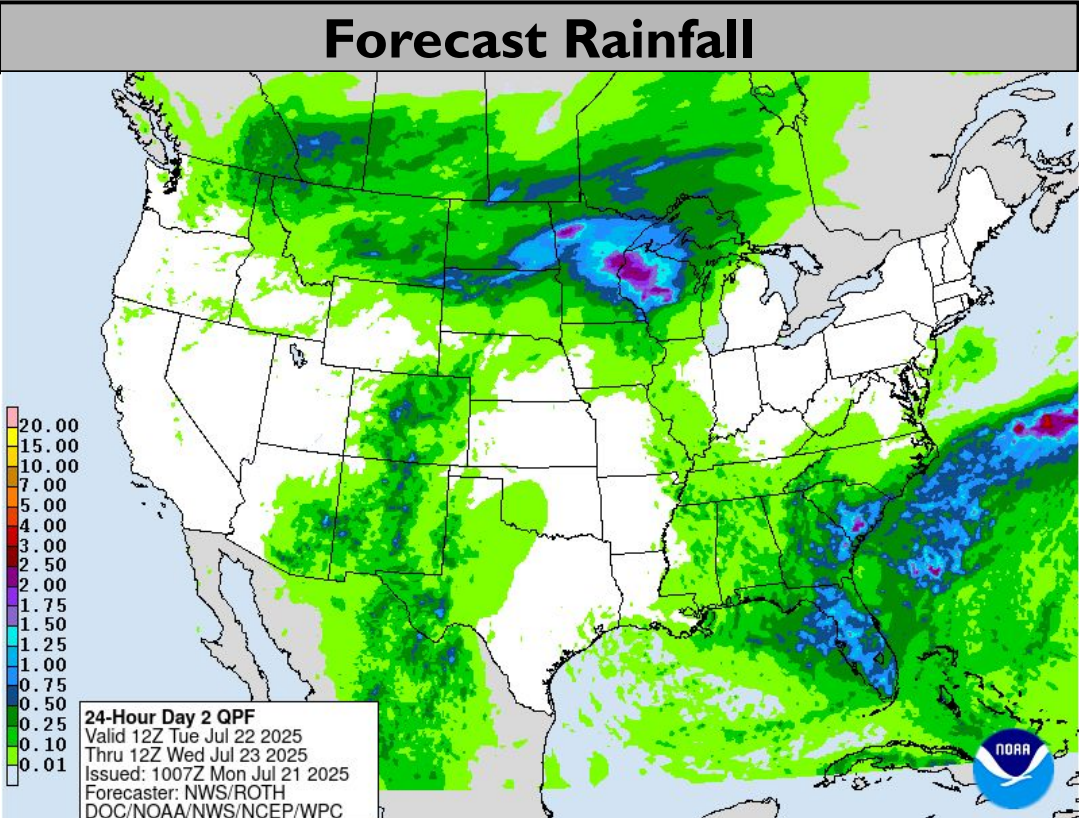 Forecast Rainfall
20.00
15.00
10.00
7.00
5.00
4.00
3.00
2.50
2.00
1.75
1.50
1.25
1.00
0.75
0.50
0.25
0.10
0.01
24-Hour Day 2 QPF
Valid 12Z Tue Jul 22 2025
Thru 12Z Wed Jul 23 2025
Issued: 1007Z Mon Jul 21 2025
Forecaster: NWS/ROTH
DOC/NOAA/NWS/NCEP/WPC
NOAA